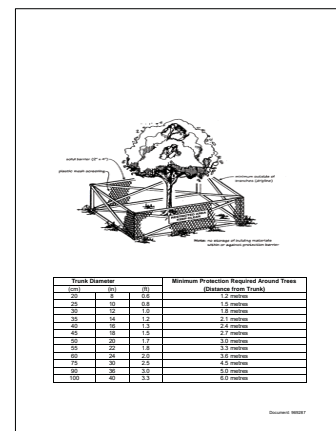 solid barrier (2" x 4")
plastic mesh screening
minimum outside of
branches (dripline)
Note: no storage of building materials
within or against protection barrier
Trunk Diameter Minimum Protection Required Around Trees
(cm) (in) (ft) (Distance from Trunk)
20 8 0.6 1.2 metres
25 10 0.8 1.5 metres
30 12 1.0 1.8 metres
35 14 1.2 2.1 metres
40 16 1.3 2.4 metres
45 18 1.5 2.7 metres
50 20 1.7 3.0 metres
55 22 1.8 3.3 metres
60 24 2.0 3.6 metres
75 30 2.5 4.5 metres
90 36 3.0 5.0 metres
100 40 3.3 6.0 metres